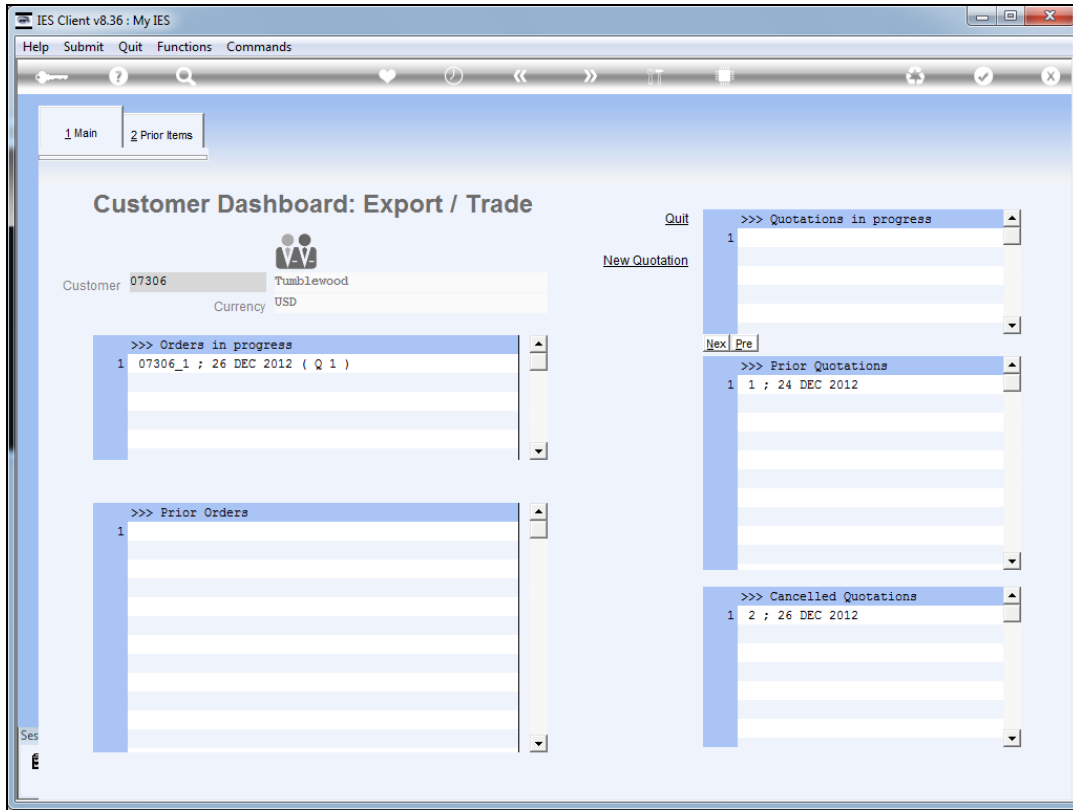 IES Client v8.36 : My IES
Help Submit Quit Functions Commands
1 Main
2 Prior Items
Customer Dashboard: Export / Trade
Quit
New Quotation
Customer 07306 Tumblewood
Currency USD
>>> Orders in progress
1 07306_1 ; 26 DEC 2012 ( Q 1 )
>>> Prior Orders
1
>>> Quotations in progress
1
Nex Pre
>>> Prior Quotations
1 1 ; 24 DEC 2012
>>> Cancelled Quotations
1 2 ; 26 DEC 2012
Ses